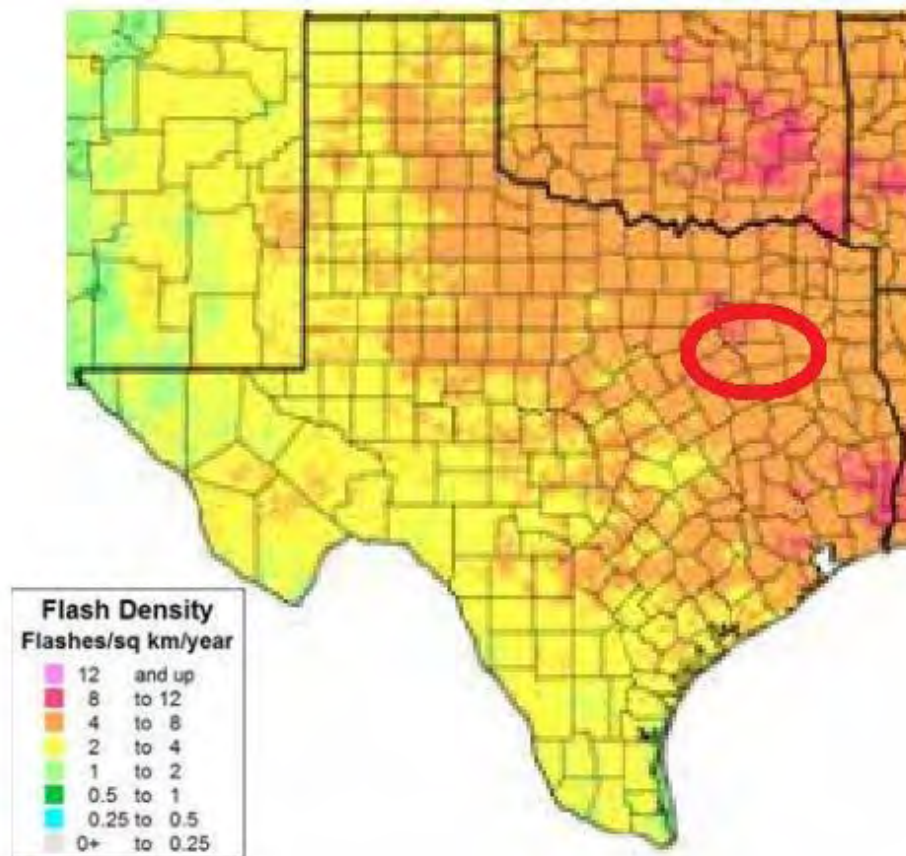 Flash Density
Flashes/sq km/year
12 and up
8 to 12
4 to 8
2 to 4
1 to 2
0.5 to 1
0.25 to 0.5
0+ to 0.25